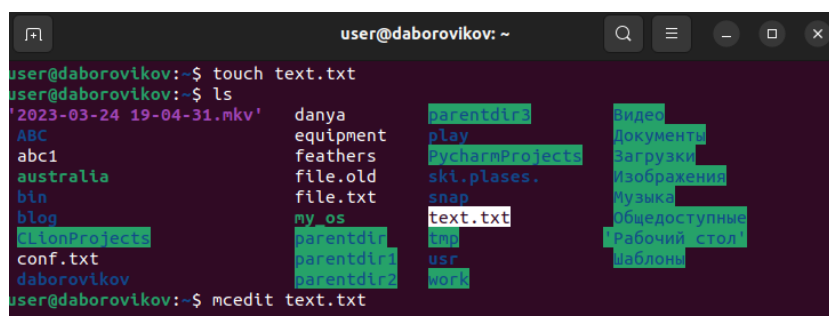 user@daborovikov: ~
user@daborovikov:~$ touch text.txt
user@daborovikov:~$ ls
'2023-03-24 19-04-31.mkv' danya parentdir3 Видео
ABC equipment play Документы
abc1 feathers PycharmProjects Загрузки
australia file.old ski.plases. Изображения
bin file.txt snap Музыка
blog my_os text.txt Общедоступные
CLionProjects parentdir tmp 'Рабочий стол'
conf.txt parentdir1 usr Шаблоны
daborovikov parentdir2 work
user@daborovikov:~$ mcedit text.txt